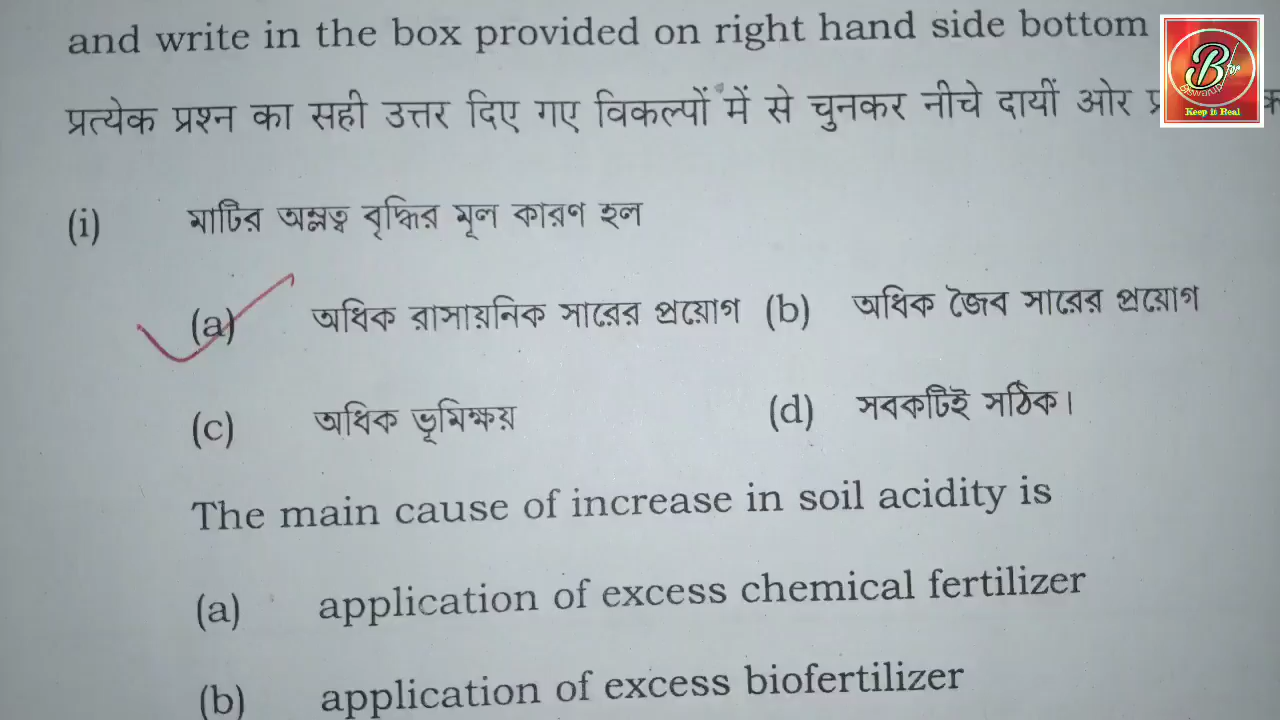 and write in the box provided on right hand side bottom
प्रत्येक प्रश्न का सही उत्तर दिए गए विकल्पों में से चुनकर नीचे दायीं ओर
B for
Biswarup
Keep It Real
(i) মাটির অম্লত্ব বৃদ্ধির মূল কারণ হল
(a) অধিক রাসায়নিক সারের প্রয়োগ (b) অধিক জৈব সারের প্রয়োগ
(c) অধিক ভূমিক্ষয় (d) সবকটিই সঠিক।
The main cause of increase in soil acidity is
(a) application of excess chemical fertilizer
(b) application of excess biofertilizer